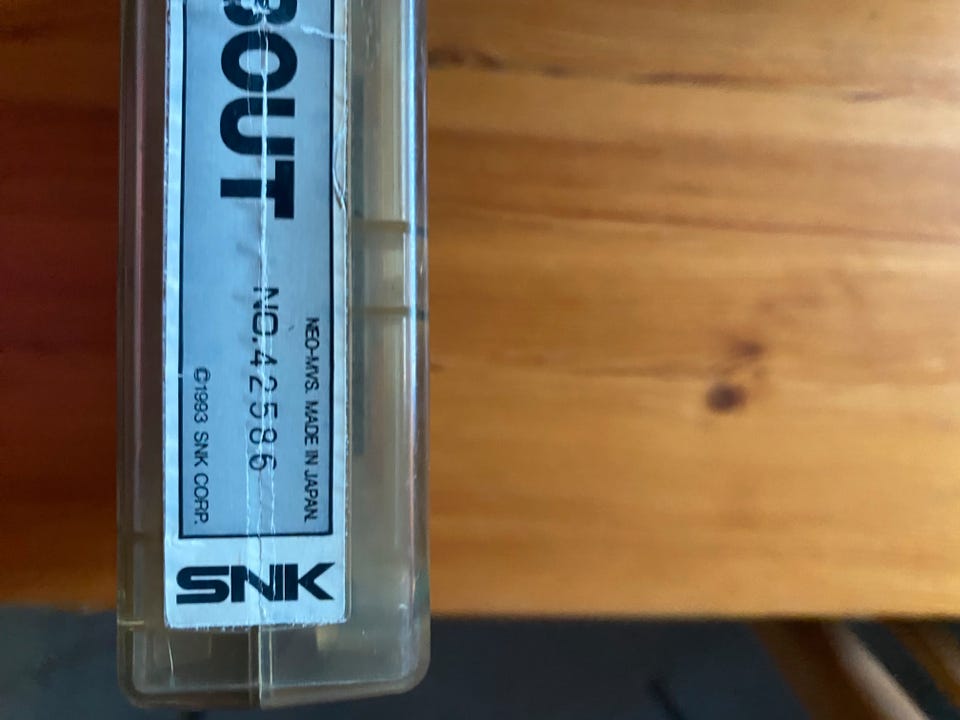 BOUT
NO.42586
NEO-MVS. MADE IN JAPAN.
©1993 SNK CORP.
SNK